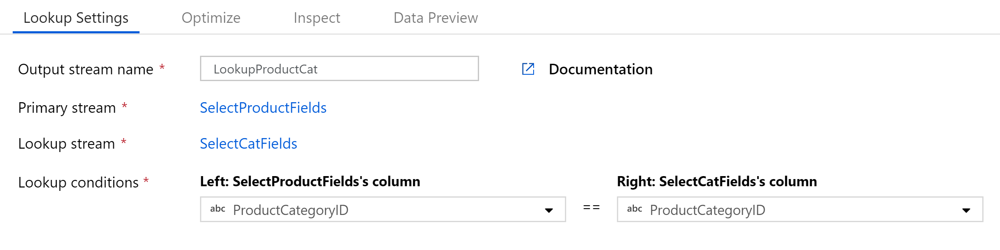 Lookup Settings Optimize Inspect Data Preview
Output stream name * LookupProductCat Documentation
Primary stream * SelectProductFields
Lookup stream * SelectCatFields
Lookup conditions * Left: SelectProductFields's column Right: SelectCatFields's column
abc ProductCategoryID == abc ProductCategoryID